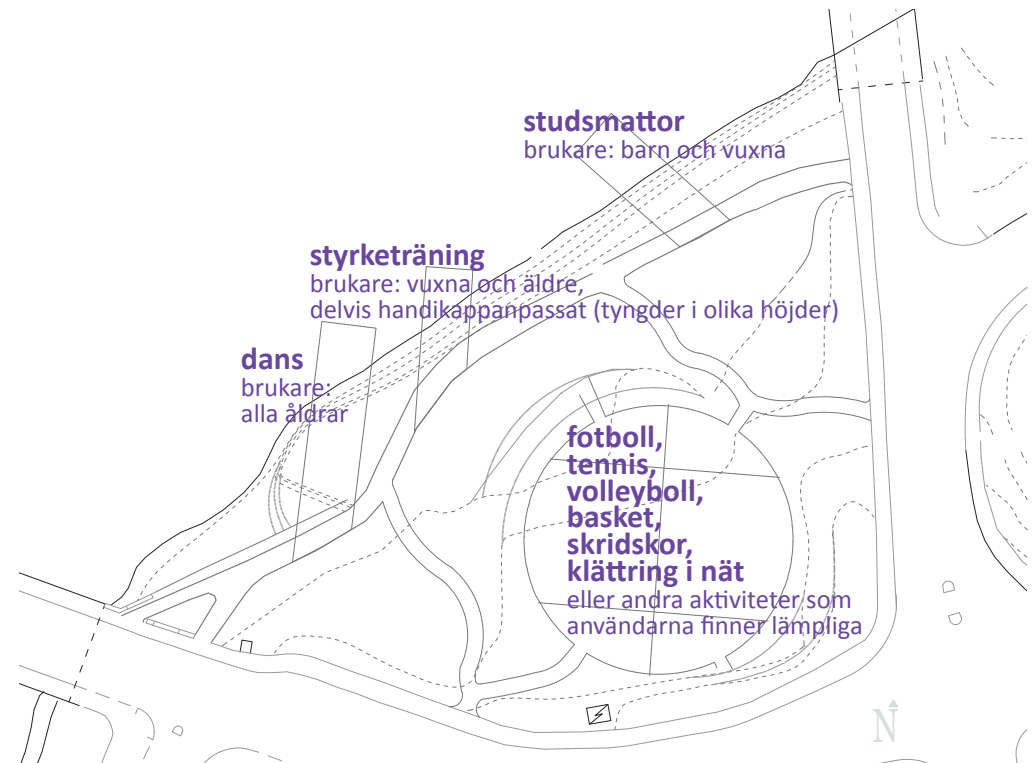 studsmattor
brukare: barn och vuxna
styrketräning
brukare: vuxna och äldre,
delvis handikappanpassat (tyngder i olika höjder)
dans
brukare:
alla åldrar
fotboll,
tennis,
volleyboll,
basket,
skridskor,
klättring i nät
eller andra aktiviteter som
användarna finner lämpliga
N